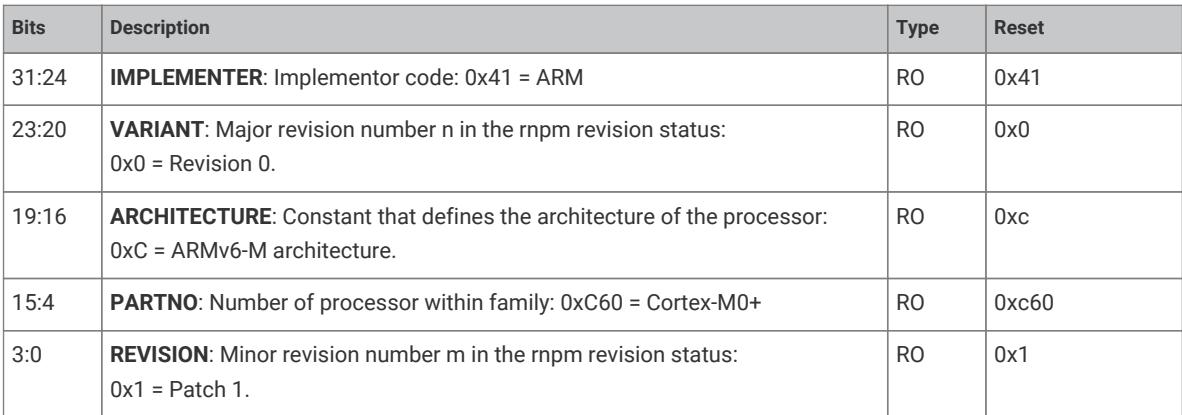 Bits Description Type Reset
31:24 IMPLEMENTER: Implementor code: 0x41 = ARM RO 0x41
23:20 VARIANT: Major revision number n in the rnpm revision status: RO 0x0
0x0 = Revision 0.
19:16 ARCHITECTURE: Constant that defines the architecture of the processor: RO 0xc
0xC = ARMv6-M architecture.
15:4 PARTNO: Number of processor within family: 0xC60 = Cortex-M0+ RO 0xc60
3:0 REVISION: Minor revision number m in the rnpm revision status: RO 0x1
0x1 = Patch 1.